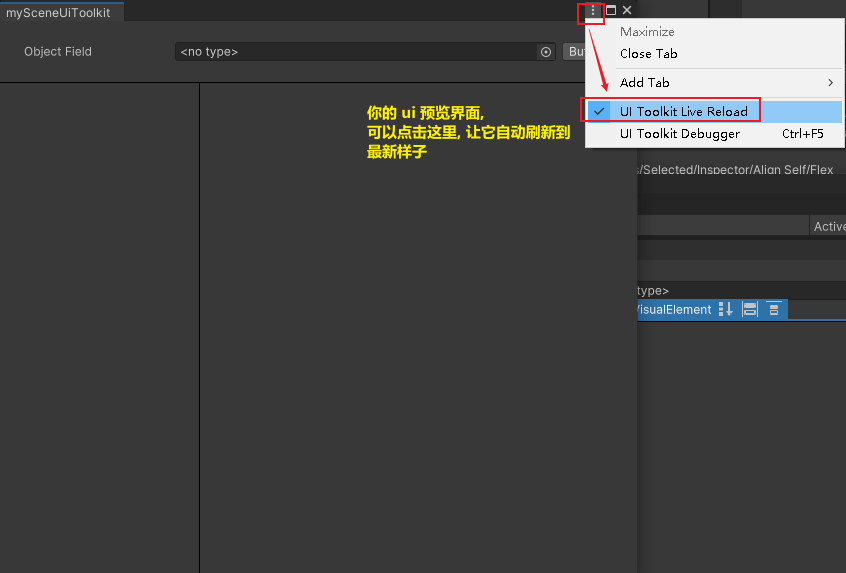 mySceneUiToolkit
Maximize
Object Field
<no type>
Close Tab
Add Tab
你的 ui 预览界面,
可以点击这里, 让它自动刷新到
最新样子
UI Toolkit Live Reload
UI Toolkit Debugger Ctrl+F5
/Selected/Inspector/Align Self/Flex
Active
type>
VisualElement